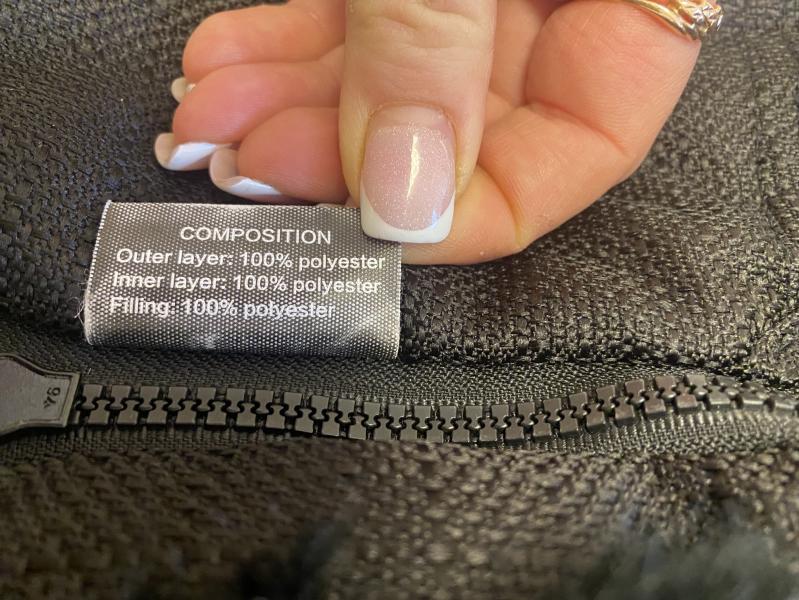 COMPOSITION
Outer layer: 100% polyester
Inner layer: 100% polyester
Filling: 100% polyester